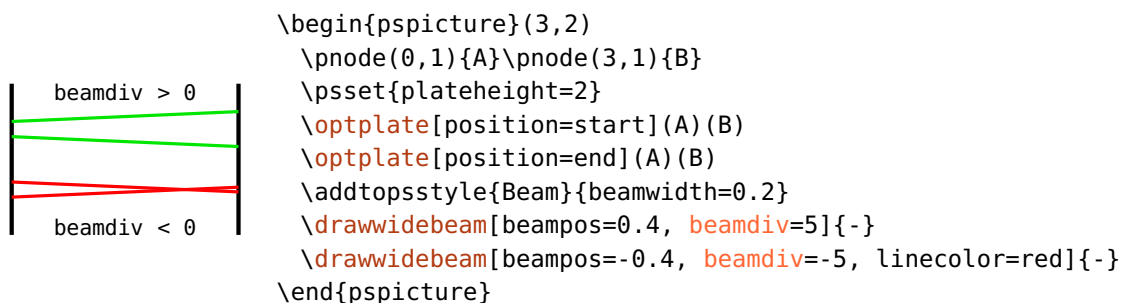 beamdiv > 0
beamdiv < 0
\begin{pspicture}(3,2)
  \pnode(0,1){A}\pnode(3,1){B}
  \psset{plateheight=2}
  \optplate[position=start](A)(B)
  \optplate[position=end](A)(B)
  \addtopsstyle{Beam}{beamwidth=0.2}
  \drawwidebeam[beampos=0.4, beamdiv=5]{-}
  \drawwidebeam[beampos=-0.4, beamdiv=-5, linecolor=red]{-}
\end{pspicture}